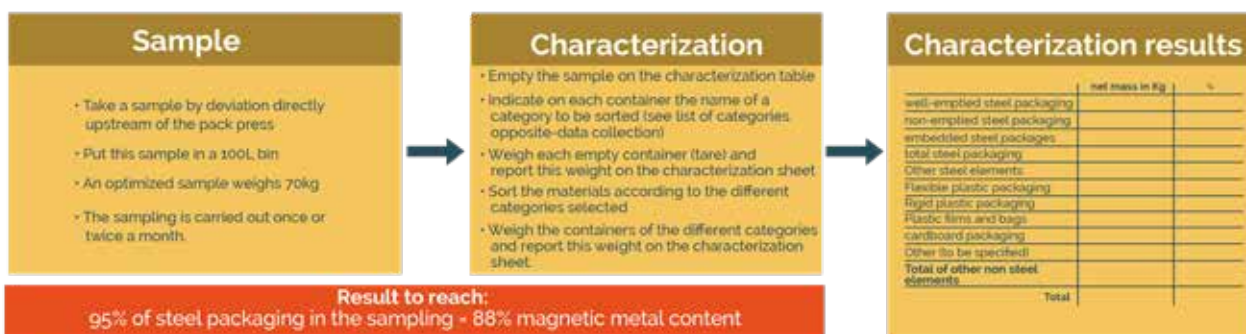 Sample
• Take a sample by deviation directly
upstream of the pack press
• Put this sample in a 100L bin
• An optimized sample weighs 70kg
• The sampling is carried out once or
twice a month.
Characterization
• Empty the sample on the characterization table
• Indicate on each container the name of a
category to be sorted (see list of categories
opposite-data collection)
• Weigh each empty container (tare) and
report this weight on the characterization sheet
• Sort the materials according to the different
categories selected
• Weigh the containers of the different categories
and report this weight on the characterization
sheet.
Characterization results
net mass in Kg %
well-emptied steel packaging
non-emptied steel packaging
embedded steel packages
total steel packaging
Other steel elements
Flexible plastic packaging
Rigid plastic packaging
Plastic films and bags
cardboard packaging
Other (to be specified)
Total of other non steel
elements
Total
Result to reach:
95% of steel packaging in the sampling = 88% magnetic metal content